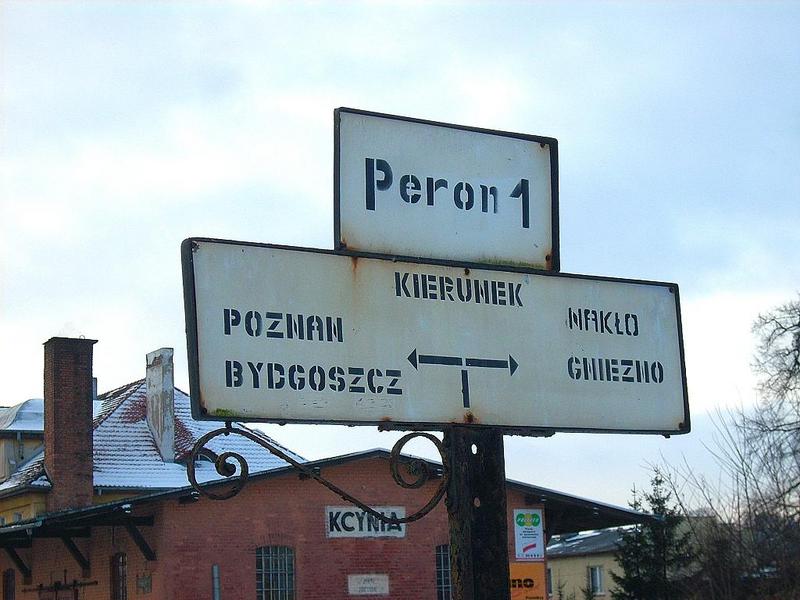 Peron 1
KIERUNEK
POZNAN
NAKŁO
BYDGOSZCZ
GNIEZNO
KCYNIA